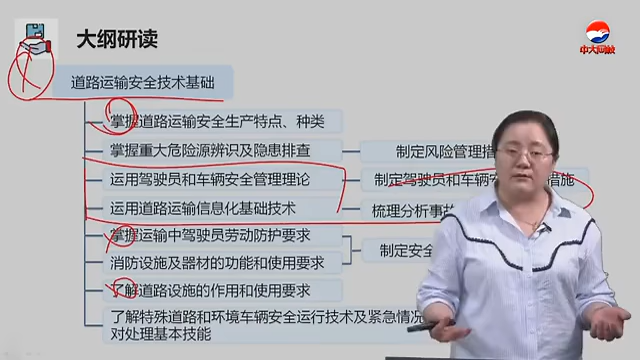 大纲研读
中大网校
道路运输安全技术基础
掌握道路运输安全生产特点、种类
掌握重大危险源辨识及隐患排查
制定风险管理措
运用驾驶员和车辆安全管理理论
制定驾驶员和车辆
措施
运用道路运输信息化基础技术
梳理分析事故
掌握运输中驾驶员劳动防护要求
制定安全
消防设施及器材的功能和使用要求
了解道路设施的作用和使用要求
了解特殊道路和环境车辆安全运行技术及紧急情况
对处理基本技能